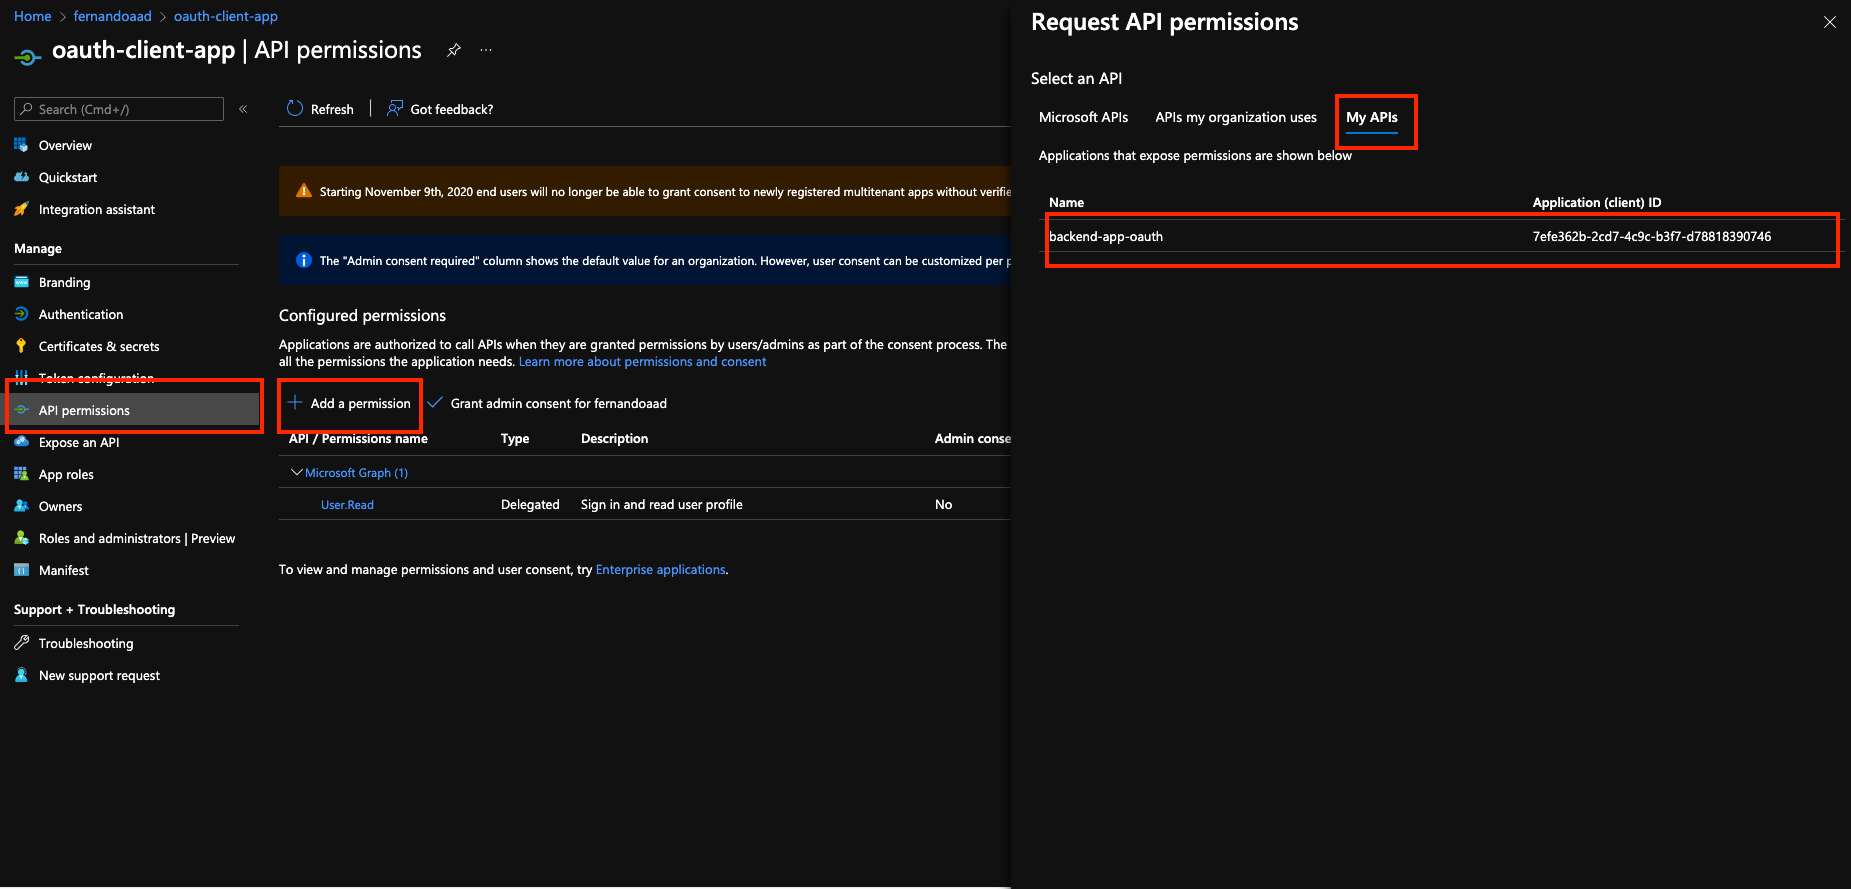 Home > fernandoaad > oauth-client-app
oauth-client-app | API permissions
Search (Cmd+/)
Overview
Quickstart
Integration assistant
Manage
Branding
Authentication
Certificates & secrets
Token configuration
API permissions
Expose an API
App roles
Owners
Roles and administrators | Preview
Manifest
Support + Troubleshooting
Troubleshooting
New support request
Refresh | Got feedback?
Starting November 9th, 2020 end users will no longer be able to grant consent to newly registered multitenant apps without verifie
The "Admin consent required" column shows the default value for an organization. However, user consent can be customized per p
Configured permissions
Applications are authorized to call APIs when they are granted permissions by users/admins as part of the consent process. The
all the permissions the application needs. Learn more about permissions and consent
Add a permission Grant admin consent for fernandoaad
API / Permissions name Type Description Admin conse
Microsoft Graph (1)
User.Read Delegated Sign in and read user profile No
To view and manage permissions and user consent, try Enterprise applications.
Request API permissions
Select an API
Microsoft APIs APIs my organization uses My APIs
Applications that expose permissions are shown below
Name Application (client) ID
backend-app-oauth 7efe362b-2cd7-4c9c-b3f7-d78818390746